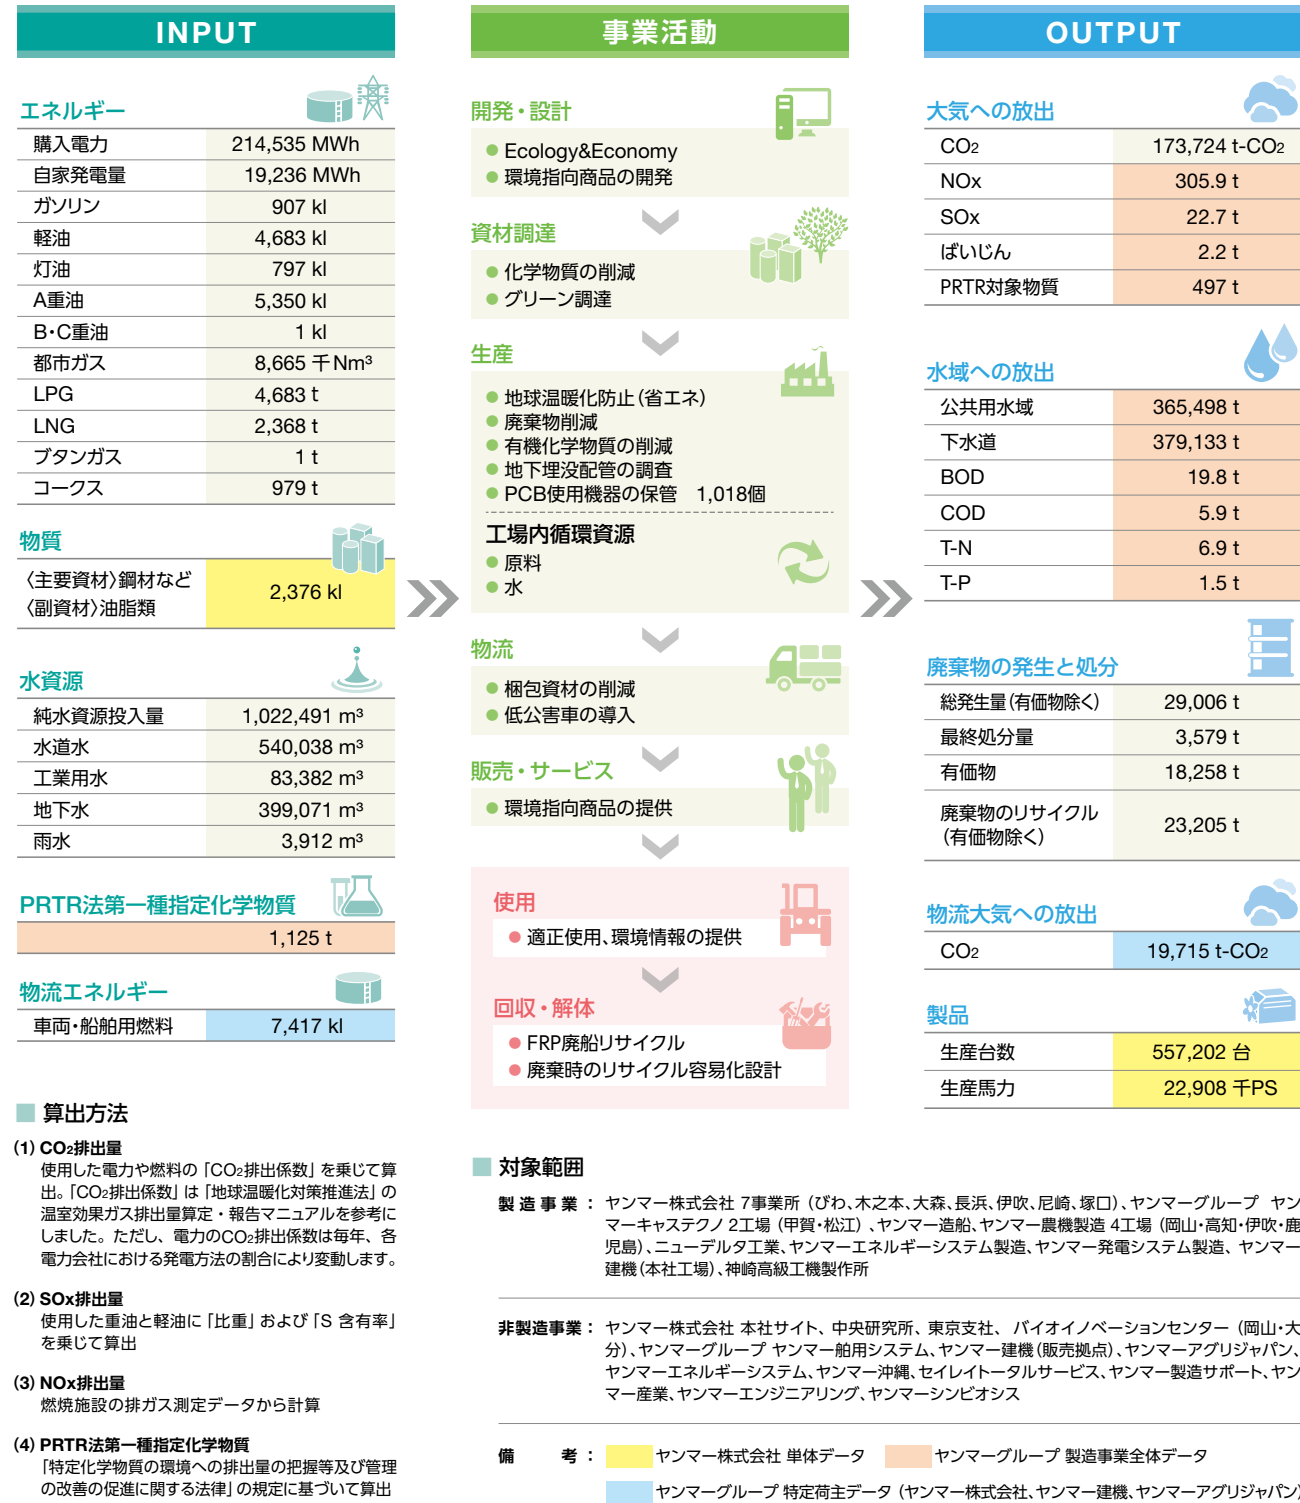 INPUT
エネルギー
購入電力 214,535 MWh
自家発電量 19,236 MWh
ガソリン 907 kl
軽油 4,683 kl
灯油 797 kl
A重油 5,350 kl
B・C重油 1 kl
都市ガス 8,665 千Nm³
LPG 4,683 t
LNG 2,368 t
ブタンガス 1 t
コークス 979 t
物質
〈主要資材〉鋼材など
〈副資材〉油脂類
2,376 kl
水資源
純水資源投入量 1,022,491 m³
水道水 540,038 m³
工業用水 83,382 m³
地下水 399,071 m³
雨水 3,912 m³
PRTR法第一種指定化学物質
1,125 t
物流エネルギー
車両・船舶用燃料 7,417 kl
事業活動
開発・設計
● Ecology&Economy
● 環境指向商品の開発
資材調達
● 化学物質の削減
● グリーン調達
生産
● 地球温暖化防止（省エネ）
● 廃棄物削減
● 有機化学物質の削減
● 地下埋没配管の調査
● PCB使用機器の保管　1,018個
工場内循環資源
● 原料
● 水
物流
● 梱包資材の削減
● 低公害車の導入
販売・サービス
● 環境指向商品の提供
使用
● 適正使用、環境情報の提供
回収・解体
● FRP廃船リサイクル
● 廃棄時のリサイクル容易化設計
OUTPUT
大気への放出
CO2 173,724 t-CO2
NOx 305.9 t
SOx 22.7 t
ばいじん 2.2 t
PRTR対象物質 497 t
水域への放出
公共用水域 365,498 t
下水道 379,133 t
BOD 19.8 t
COD 5.9 t
T-N 6.9 t
T-P 1.5 t
廃棄物の発生と処分
総発生量（有価物除く） 29,006 t
最終処分量 3,579 t
有価物 18,258 t
廃棄物のリサイクル
（有価物除く）
23,205 t
物流大気への放出
CO2 19,715 t-CO2
製品
生産台数 557,202 台
生産馬力 22,908 千PS
■ 算出方法
（1）CO2排出量
使用した電力や燃料の「CO2排出係数」を乗じて算
出。「CO2排出係数」は「地球温暖化対策推進法」の
温室効果ガス排出量算定・報告マニュアルを参考に
しました。ただし、電力のCO2排出係数は毎年、各
電力会社における発電方法の割合により変動します。
（2）SOx排出量
使用した重油と軽油に「比重」および「S 含有率」
を乗じて算出
（3）NOx排出量
燃焼施設の排ガス測定データから計算
（4）PRTR法第一種指定化学物質
「特定化学物質の環境への排出量の把握等及び管理
の改善の促進に関する法律」の規定に基づいて算出
■ 対象範囲
製造事業：ヤンマー株式会社 7事業所（びわ、木之本、大森、長浜、伊吹、尼崎、塚口）、ヤンマーグループ ヤン
マーキャステクノ 2工場（甲賀・松江）、ヤンマー造船、ヤンマー農機製造 4工場（岡山・高知・伊吹・鹿
児島）、ニューデルタ工業、ヤンマーエネルギーシステム製造、ヤンマー発電システム製造、ヤンマー
建機（本社工場）、神崎高級工機製作所
非製造事業：ヤンマー株式会社 本社サイト、中央研究所、東京支社、バイオイノベーションセンター（岡山・大
分）、ヤンマーグループ ヤンマー舶用システム、ヤンマー建機（販売拠点）、ヤンマーアグリジャパン、
ヤンマーエネルギーシステム、ヤンマー沖縄、セイレイトータルサービス、ヤンマー製造サポート、ヤン
マー産業、ヤンマーエンジニアリング、ヤンマーシンビオシス
備考：ヤンマー株式会社 単体データ ヤンマーグループ 製造事業全体データ
ヤンマーグループ 特定荷主データ（ヤンマー株式会社、ヤンマー建機、ヤンマーアグリジャパン）